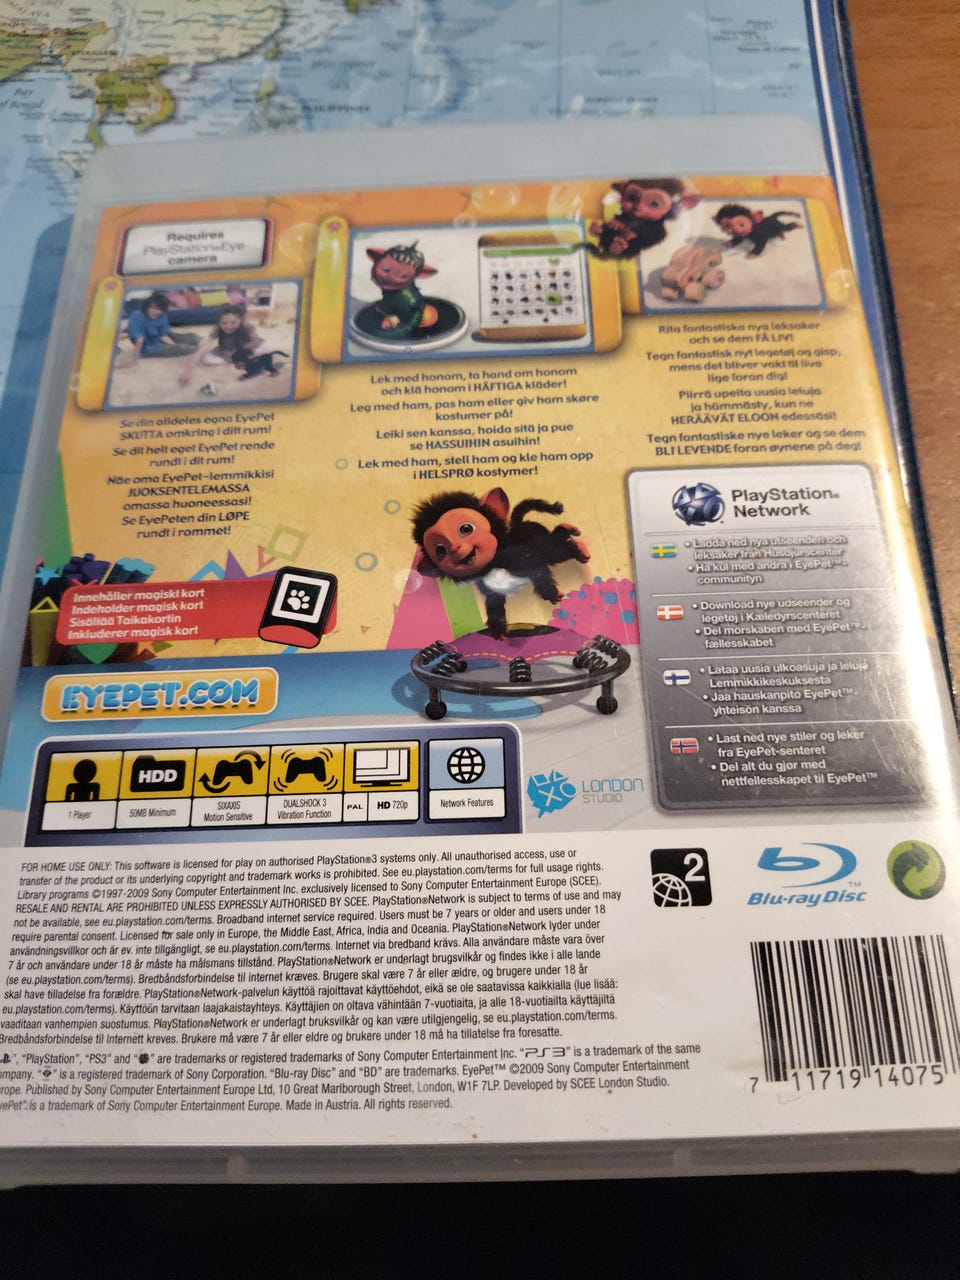 Bay
of Bengal
PHILIPPINES
Requires
PlayStation®Eye
camera
Se din alldeles egna EyePet
SKUTTA omkring i ditt rum!
Se dit helt eget EyePet rende
rundt i dit rum!
Näe oma EyePet-lemmikkisi
JUOKSENTELEMASSA
omassa huoneessasi!
Se EyePeten din LØPE
rundt i rommet!
Lek med honom, ta hand om honom
och klä honom i HÄFTIGA kläder!
Leg med ham, pas ham eller giv ham skøre
kostumer på!
Leiki sen kanssa, hoida sitä ja pue
se HASSUIHIN asuihin!
Lek med ham, stell ham og kle ham opp
i HELSPRØ kostymer!
Rita fantastiska nya leksaker
och se dem FÅ LIV!
Tegn fantastisk nyt legetøj og gisp,
mens det bliver vakt til live
lige foran dig!
Piirrä upeita uusia leluja
ja hämmästy, kun ne
HERÄÄVÄT ELOON edessäsi!
Tegn fantastiske nye leker og se dem
BLI LEVENDE foran øynene på deg!
PlayStation®
Network
• Ladda ned nya utseenden och
leksaker från Husdjurscenter
• Ha kul med andra i EyePet™-
communityn
• Download nye udseender og
legetøj i Kæledyrscenteret
• Del morskaben med EyePet™-
fællesskabet
• Lataa uusia ulkoasuja ja leluja
Lemmikkikeskuksesta
• Jaa hauskanpito EyePet™-
yhteisön kanssa
• Last ned nye stiler og leker
fra EyePet-senteret
• Del alt du gjør med
nettfellesskapet til EyePet™
Innehåller magiskt kort
Indeholder magisk kort
Sisältää Taikakortin
Inkluderer magisk kort
EYEPET.COM
HDD
1 Player
50MB Minimum
SIXAXIS
Motion Sensitive
DUALSHOCK 3
Vibration Function
PAL
HD 720p
Network Features
LONDON
STUDIO
2
Blu-ray Disc™
FOR HOME USE ONLY: This software is licensed for play on authorised PlayStation®3 systems only. All unauthorised access, use or
transfer of the product or its underlying copyright and trademark works is prohibited. See eu.playstation.com/terms for full usage rights.
Library programs ©1997-2009 Sony Computer Entertainment Inc. exclusively licensed to Sony Computer Entertainment Europe (SCEE).
RESALE AND RENTAL ARE PROHIBITED UNLESS EXPRESSLY AUTHORISED BY SCEE. PlayStation®Network is subject to terms of use and may
not be available, see eu.playstation.com/terms. Broadband internet service required. Users must be 7 years or older and users under 18
require parental consent. Licensed for sale only in Europe, the Middle East, Africa, India and Oceania. PlayStation®Network lyder under
användningsvillkor och är ev. inte tillgängligt, se eu.playstation.com/terms. Internet via bredband krävs. Alla användare måste vara över
7 år och användare under 18 år måste ha målsmans tillstånd. PlayStation®Network er underlagt brugsvilkår og findes ikke i alle lande
(se eu.playstation.com/terms). Bredbåndsforbindelse til internet kræves. Brugere skal være 7 år eller ældre, og brugere under 18 år
skal have tilladelse fra forældre. PlayStation®Network-palvelun käyttöä rajoittavat käyttöehdot, eikä se ole saatavissa kaikkialla (lue lisää:
eu.playstation.com/terms). Käyttöön tarvitaan laajakaistayhteys. Käyttäjien on oltava vähintään 7-vuotiaita, ja alle 18-vuotiailta käyttäjiltä
vaaditaan vanhempien suostumus. PlayStation®Network er underlagt bruksvilkår og kan være utilgjengelig, se eu.playstation.com/terms.
Bredbåndsforbindelse til Internett kreves. Brukere må være 7 år eller eldre og brukere under 18 må ha tillatelse fra foresatte.
", "PlayStation", "PS3" and " " are trademarks or registered trademarks of Sony Computer Entertainment Inc. "PS3" is a trademark of the same
ompany. " " is a registered trademark of Sony Corporation. "Blu-ray Disc" and "BD" are trademarks. EyePet™ ©2009 Sony Computer Entertainment
rope. Published by Sony Computer Entertainment Europe Ltd, 10 Great Marlborough Street, London, W1F 7LP. Developed by SCEE London Studio.
yePet" is a trademark of Sony Computer Entertainment Europe. Made in Austria. All rights reserved.
7 11719 14075